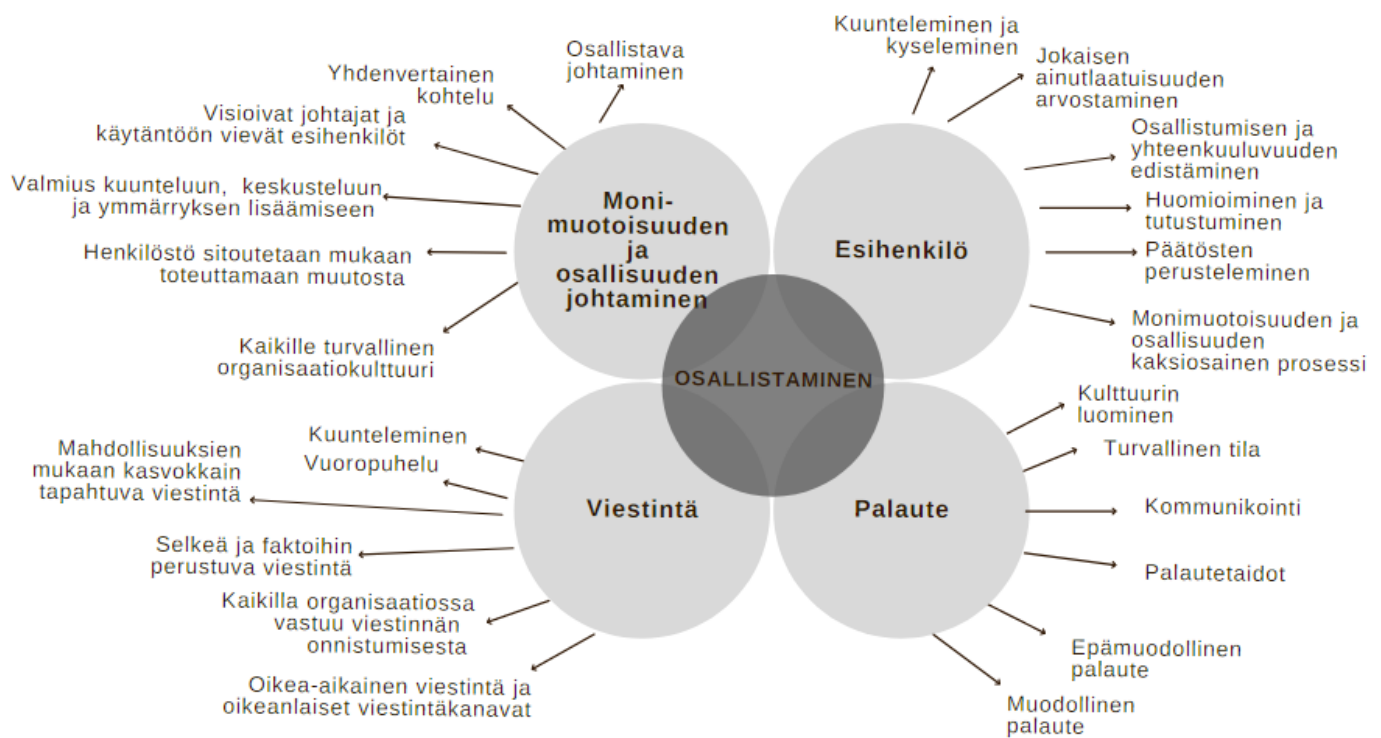 Osallistava
johtaminen
Yhdenvertainen
kohtelu
Visioivat johtajat ja
käytäntöön vievät esihenkilöt
Valmius kuunteluun, keskusteluun
ja ymmärryksen lisäämiseen
Henkilöstö sitoutetaan mukaan
toteuttamaan muutosta
Kaikille turvallinen
organisaatiokulttuuri
Moni-
muotoisuuden
ja
osallisuuden
johtaminen
Kuunteleminen ja
kyseleminen
Jokaisen
ainutlaatuisuuden
arvostaminen
Osallistumisen ja
yhteenkuuluvuuden
edistäminen
Huomioiminen ja
tutustuminen
Päätösten
perusteleminen
Monimuotoisuuden ja
osallisuuden
kaksiosainen prosessi
Esihenkilö
OSALLISTAMINEN
Kuunteleminen
Vuoropuhelu
Mahdollisuuksien
mukaan kasvokkain
tapahtuva viestintä
Selkeä ja faktoihin
perustuva viestintä
Kaikilla organisaatiossa
vastuu viestinnän
onnistumisesta
Oikea-aikainen viestintä ja
oikeanlaiset viestintäkanavat
Viestintä
Palaute
Kulttuurin
luominen
Turvallinen tila
Kommunikointi
Palautetaidot
Epämuodollinen
palaute
Muodollinen
palaute